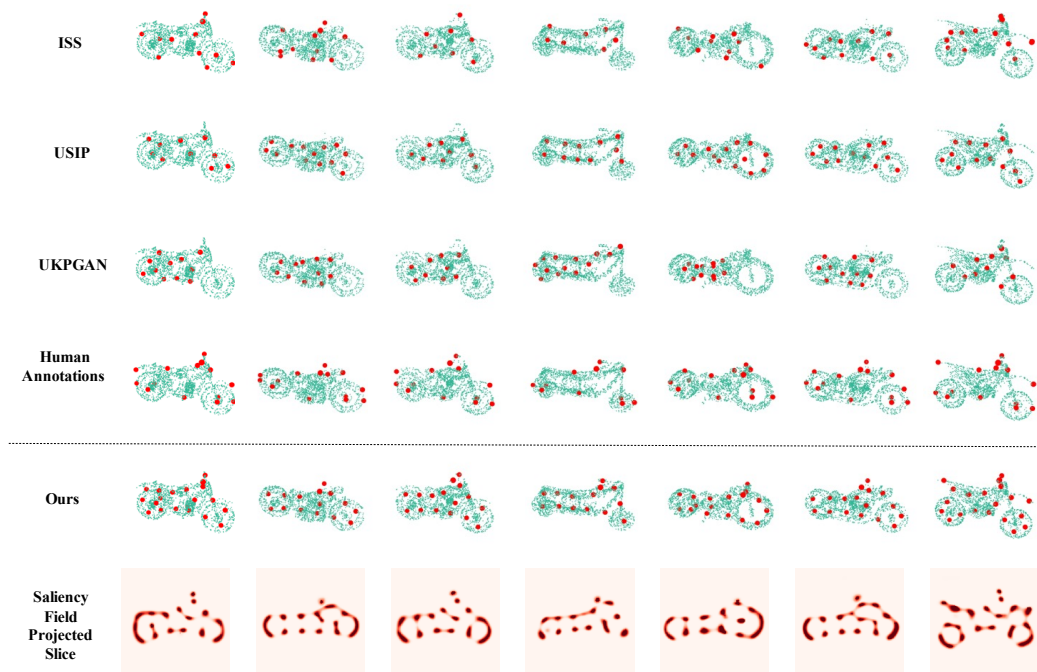 ISS
USIP
UKPGAN
Human
Annotations
Ours
Saliency
Field
Projected
Slice